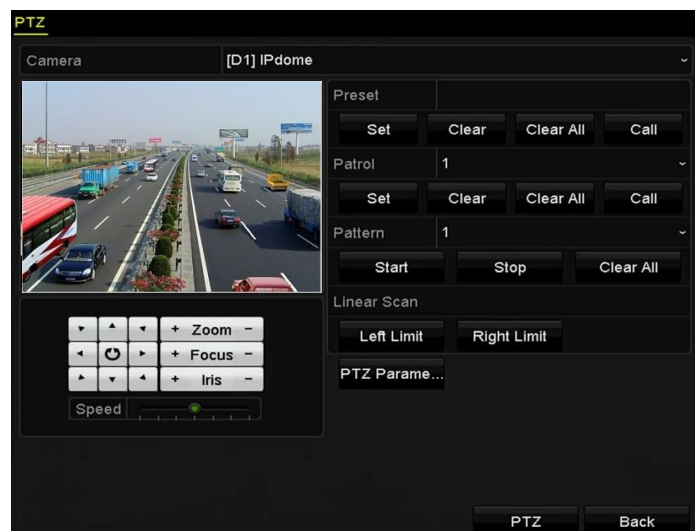 PTZ
Camera [D1] IPdome
Preset
Set Clear Clear All Call
Patrol 1
Set Clear Clear All Call
Pattern 1
Start Stop Clear All
Linear Scan
Left Limit Right Limit
PTZ Parame...
+ Zoom −
+ Focus −
+ Iris −
Speed
PTZ Back